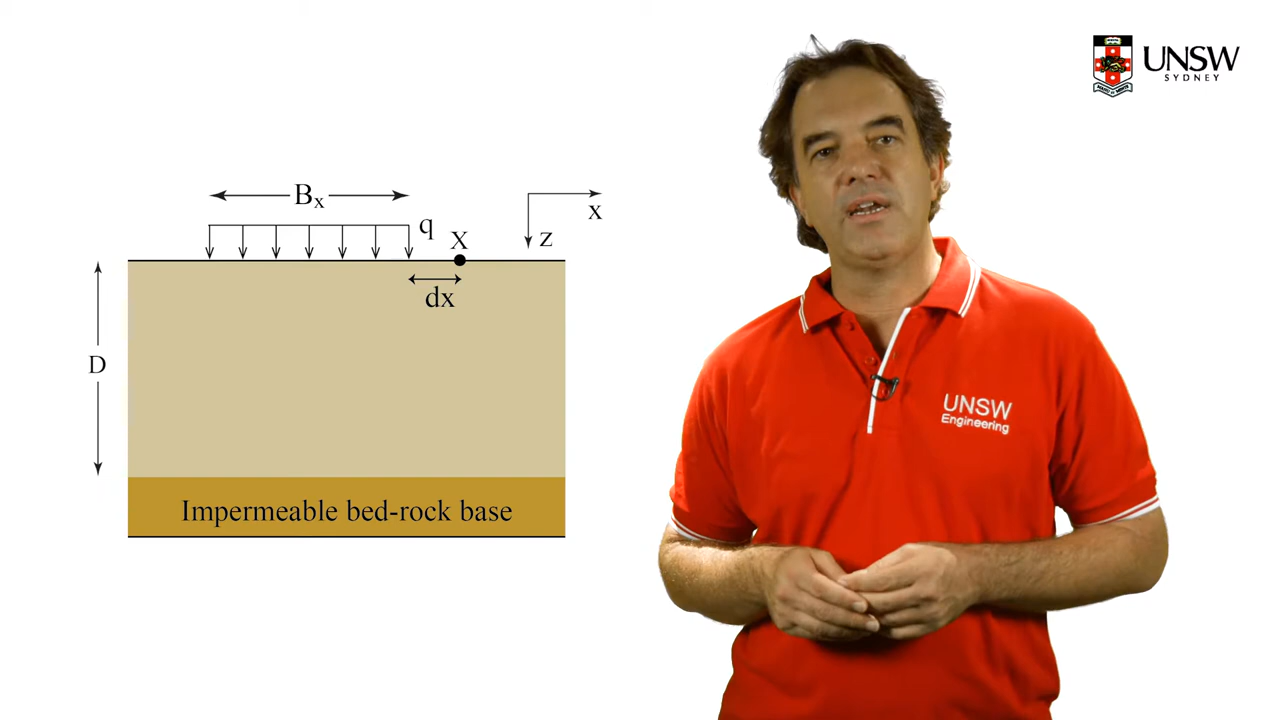 UNSW
SYDNEY
Bx
q
X
x
z
dx
D
Impermeable bed-rock base
UNSW
Engineering